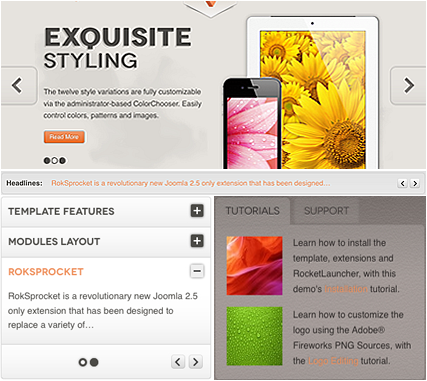 EXQUISITE
STYLING
The twelve style variations are fully customizable
via the administrator-based ColorChooser. Easily
control colors, patterns and images.
Read More
Headlines: RokSprocket is a revolutionary new Joomla 2.5 only extension that has been designed…
TEMPLATE FEATURES
MODULES LAYOUT
ROKSPROCKET
RokSprocket is a revolutionary new Joomla 2.5
only extension that has been designed to
replace a variety of…
TUTORIALS SUPPORT
Learn how to install the
template, extensions and
RocketLauncher, with this
demo's installation tutorial.
Learn how to customize the
logo using the Adobe®
Fireworks PNG Sources, with
the Logo Editing tutorial.